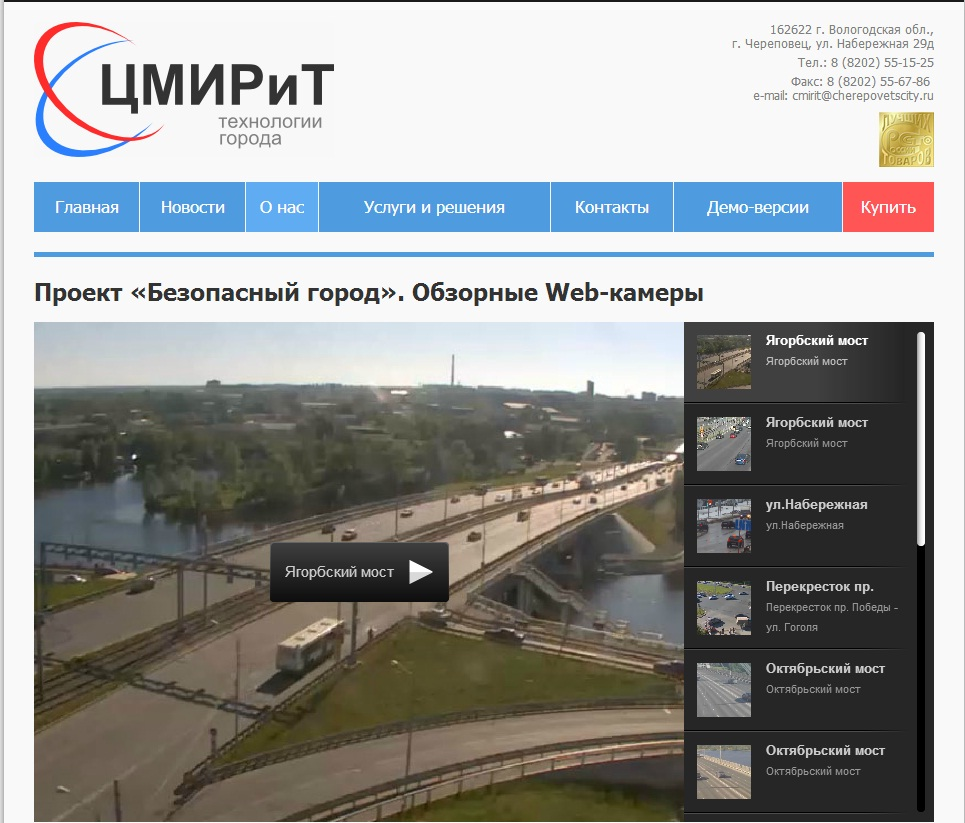 ЦМИРиТ
технологии
города
162622 г. Вологодская обл.,
г. Череповец, ул. Набережная 29д
Тел.: 8 (8202) 55-15-25
Факс: 8 (8202) 55-67-86
e-mail: cmirit@cherepovetscity.ru
ЛУЧШИХ
ТОВАРОВ
Главная Новости О нас Услуги и решения Контакты Демо-версии Купить
Проект «Безопасный город». Обзорные Web-камеры
Ягорбский мост
Ягорбский мост
Ягорбский мост
Ягорбский мост
Ягорбский мост
ул.Набережная
ул.Набережная
Перекресток пр.
Перекресток пр. Победы -
ул. Гоголя
Октябрьский мост
Октябрьский мост
Октябрьский мост
Октябрьский мост